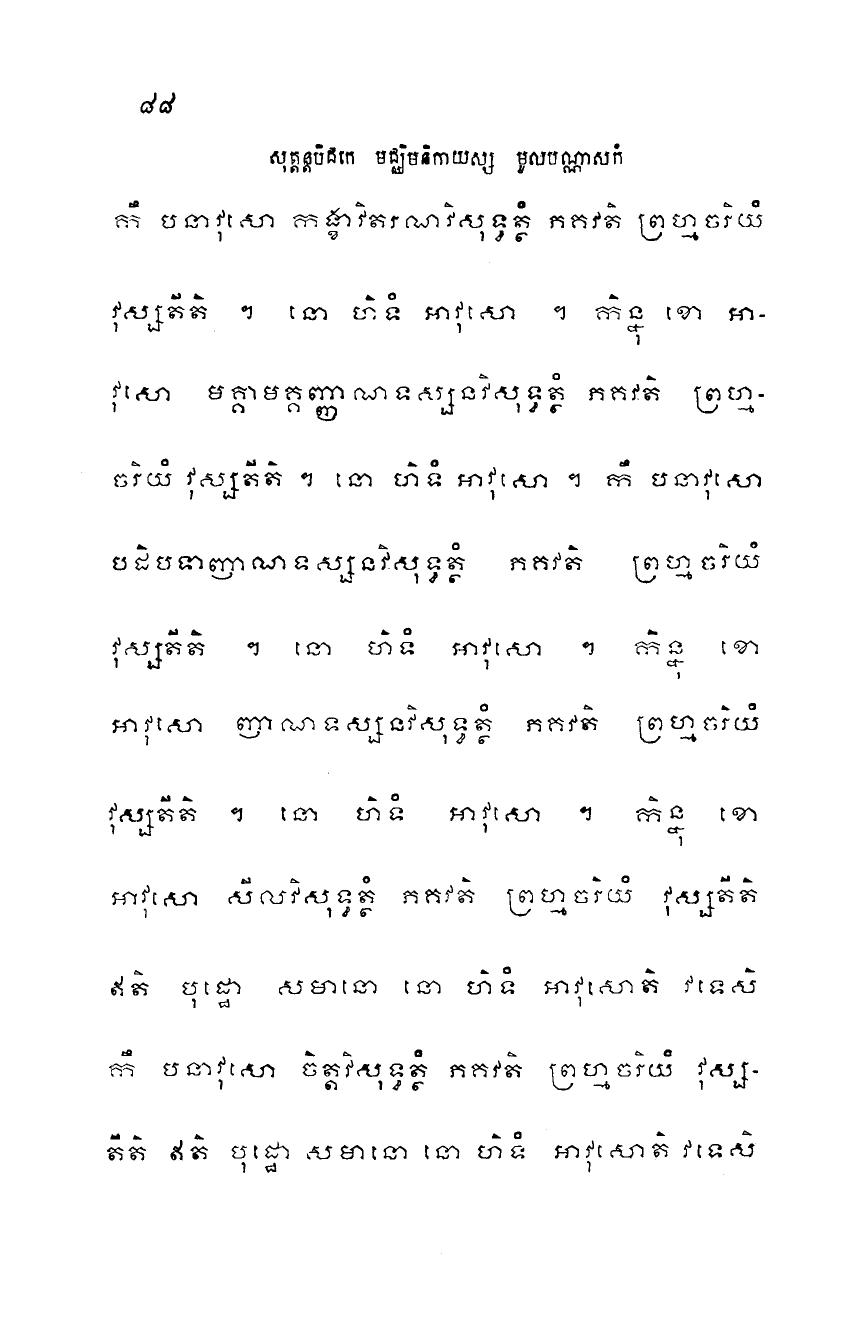 ៨៨
សុត្តន្តបិដកេ មជ្ឈិមនិកាយស្ស មូលបណ្ណាសកំ
កឹ បនាវុសោ កង្ខាវិតរណវិសុទ្ធត្ថំ ភគវតិ ព្រហ្មចរិយំ
វុស្សតីតិ ។ នោ ហិទំ អាវុសោ ។ កិន្នុ ខោ អា-
វុសោ មគ្គាមគ្គញ្ញាណទស្សនវិសុទ្ធត្ថំ ភគវតិ ព្រហ្ម-
ចរិយំ វុស្សតីតិ ។ នោ ហិទំ អាវុសោ ។ កឹ បនាវុសោ
បដិបទាញាណទស្សនវិសុទ្ធត្ថំ ភគវតិ ព្រហ្មចរិយំ
វុស្សតីតិ ។ នោ ហិទំ អាវុសោ ។ កិន្នុ ខោ
អាវុសោ ញាណទស្សនវិសុទ្ធត្ថំ ភគវតិ ព្រហ្មចរិយំ
វុស្សតីតិ ។ នោ ហិទំ អាវុសោ ។ កិន្នុ ខោ
អាវុសោ សីលវិសុទ្ធត្ថំ ភគវតិ ព្រហ្មចរិយំ វុស្សតីតិ
ឥតិ បុដ្ឋោ សមានោ នោ ហិទំ អាវុសោតិ វទេសិ
កឹ បនាវុសោ ចិត្តវិសុទ្ធត្ថំ ភគវតិ ព្រហ្មចរិយំ វុស្ស-
តីតិ ឥតិ បុដ្ឋោ សមានោ នោ ហិទំ អាវុសោតិ វទេសិ